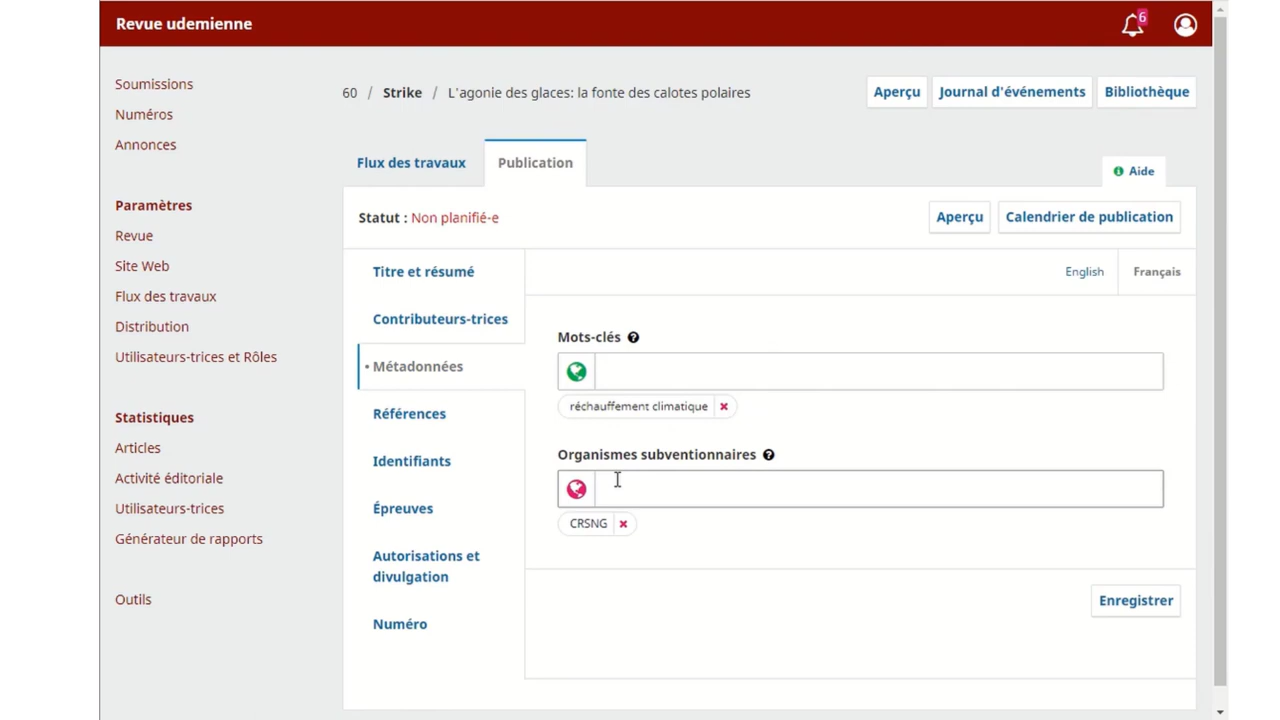 Revue udemienne
6
Soumissions
Numéros
Annonces
Paramètres
Revue
Site Web
Flux des travaux
Distribution
Utilisateurs-trices et Rôles
Statistiques
Articles
Activité éditoriale
Utilisateurs-trices
Générateur de rapports
Outils
60 / Strike / L'agonie des glaces: la fonte des calotes polaires
Aperçu
Journal d'événements
Bibliothèque
Flux des travaux
Publication
Aide
Statut : Non planifié-e
Aperçu
Calendrier de publication
Titre et résumé
Contributeurs-trices
• Métadonnées
Références
Identifiants
Épreuves
Autorisations et
divulgation
Numéro
English
Français
Mots-clés
réchauffement climatique
Organismes subventionnaires
CRSNG
Enregistrer